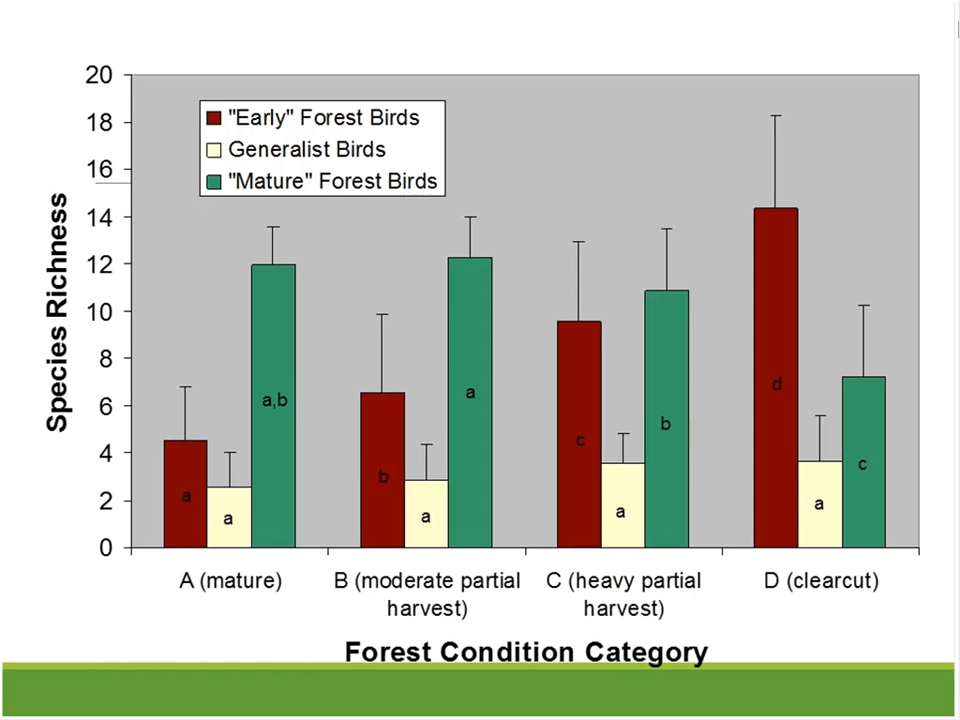 20
18
16
14
12
10
8
6
4
2
0
Species Richness
"Early" Forest Birds
Generalist Birds
"Mature" Forest Birds
a
a
a,b
b
a
a
c
a
b
d
a
c
A (mature)
B (moderate partial
harvest)
C (heavy partial
harvest)
D (clearcut)
Forest Condition Category